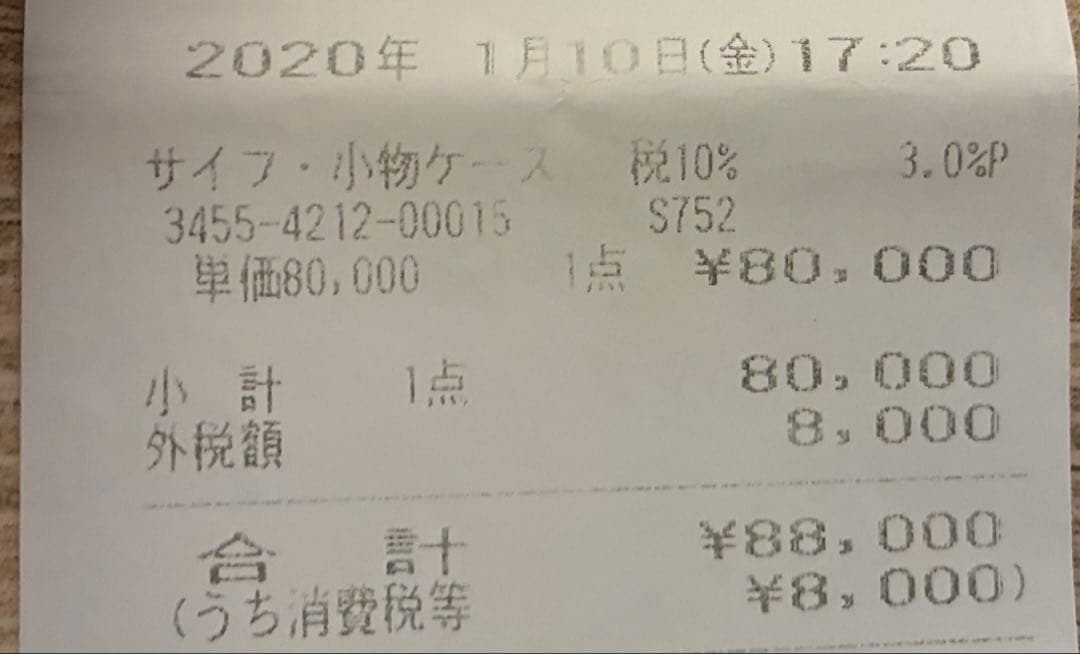 2020年 1月10日(金)17:20
サイフ・小物ケース 税10% 3.0%P
3455-4212-00015 S752
単価80,000 1点 ¥80,000
小 計 1点 80,000
外税額 8,000
合 計 ¥88,000
(うち消費税等 ¥8,000)